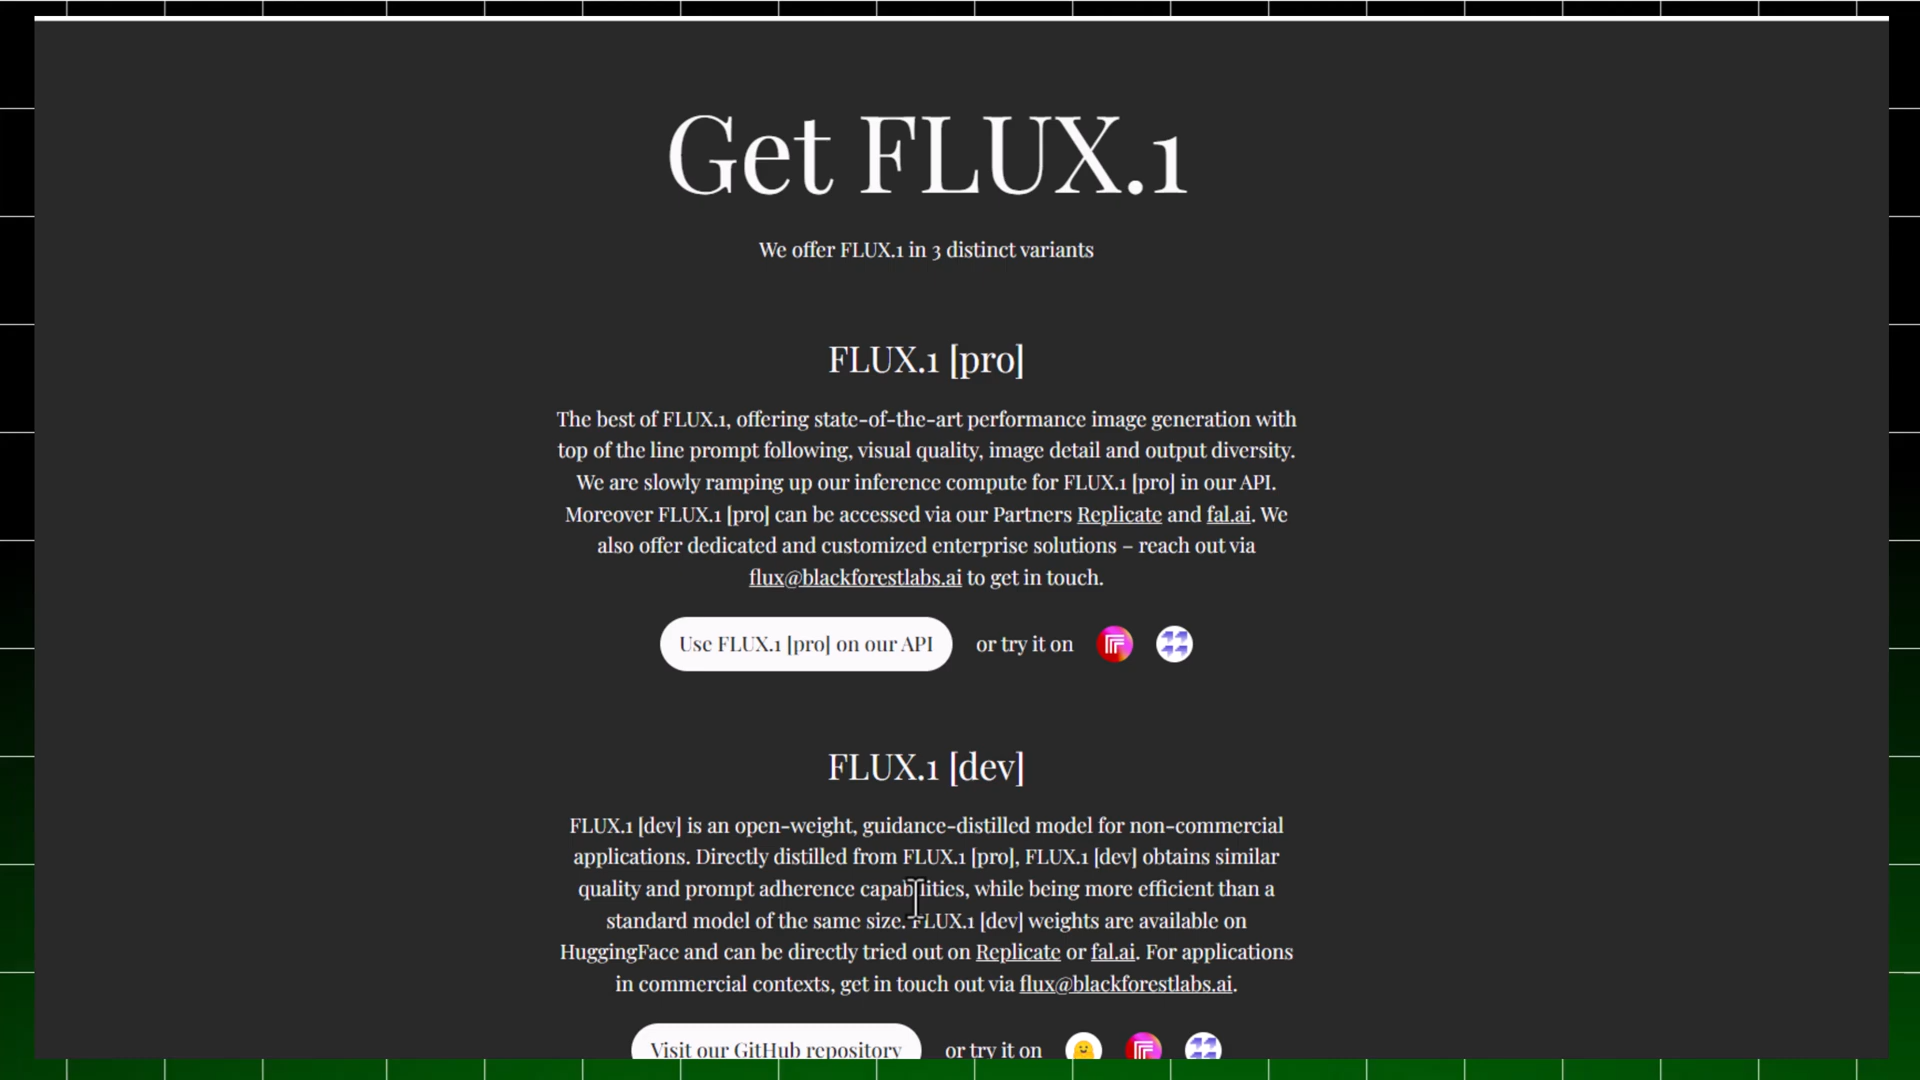 Get FLUX.1
We offer FLUX.1 in 3 distinct variants
FLUX.1 [pro]
The best of FLUX.1, offering state-of-the-art performance image generation with
top of the line prompt following, visual quality, image detail and output diversity.
We are slowly ramping up our inference compute for FLUX.1 [pro] in our API.
Moreover FLUX.1 [pro] can be accessed via our Partners Replicate and fal.ai. We
also offer dedicated and customized enterprise solutions – reach out via
flux@blackforestlabs.ai to get in touch.
Use FLUX.1 [pro] on our API or try it on
FLUX.1 [dev]
FLUX.1 [dev] is an open-weight, guidance-distilled model for non-commercial
applications. Directly distilled from FLUX.1 [pro], FLUX.1 [dev] obtains similar
quality and prompt adherence capabilities, while being more efficient than a
standard model of the same size. FLUX.1 [dev] weights are available on
HuggingFace and can be directly tried out on Replicate or fal.ai. For applications
in commercial contexts, get in touch out via flux@blackforestlabs.ai.
Visit our GitHub repository or try it on